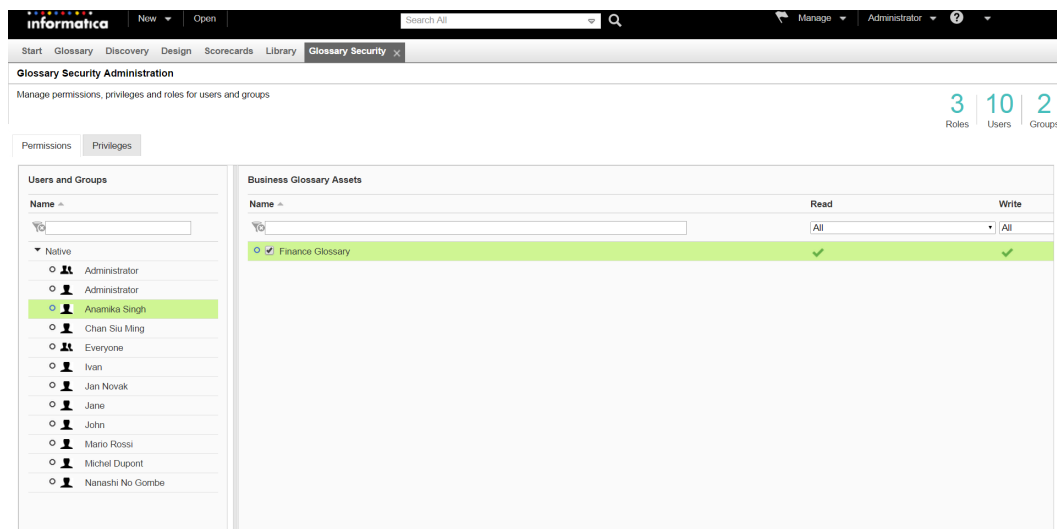 informatica New Open Search All Manage Administrator ?
Start Glossary Discovery Design Scorecards Library Glossary Security ×
Glossary Security Administration
Manage permissions, privileges and roles for users and groups
3 10 2
Roles Users Groups
Permissions Privileges
Users and Groups Business Glossary Assets
Name Name Read Write
All All
Native Finance Glossary
Administrator
Administrator
Anamika Singh
Chan Siu Ming
Everyone
Ivan
Jan Novak
Jane
John
Mario Rossi
Michel Dupont
Nanashi No Gombe